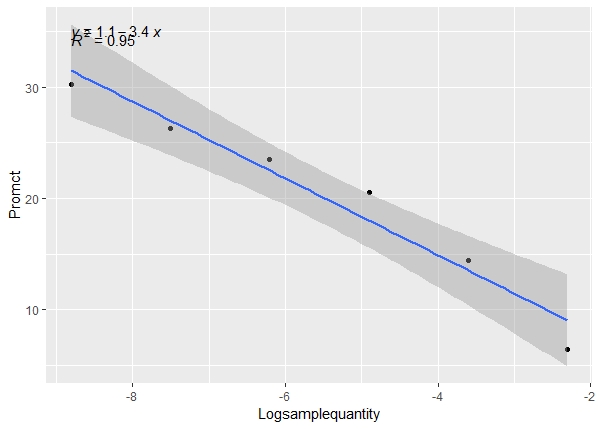 y = 1.1−3.4 x
R² = 0.95
30
20
10
Promct
-8
-6
-4
-2
Logsamplequantity